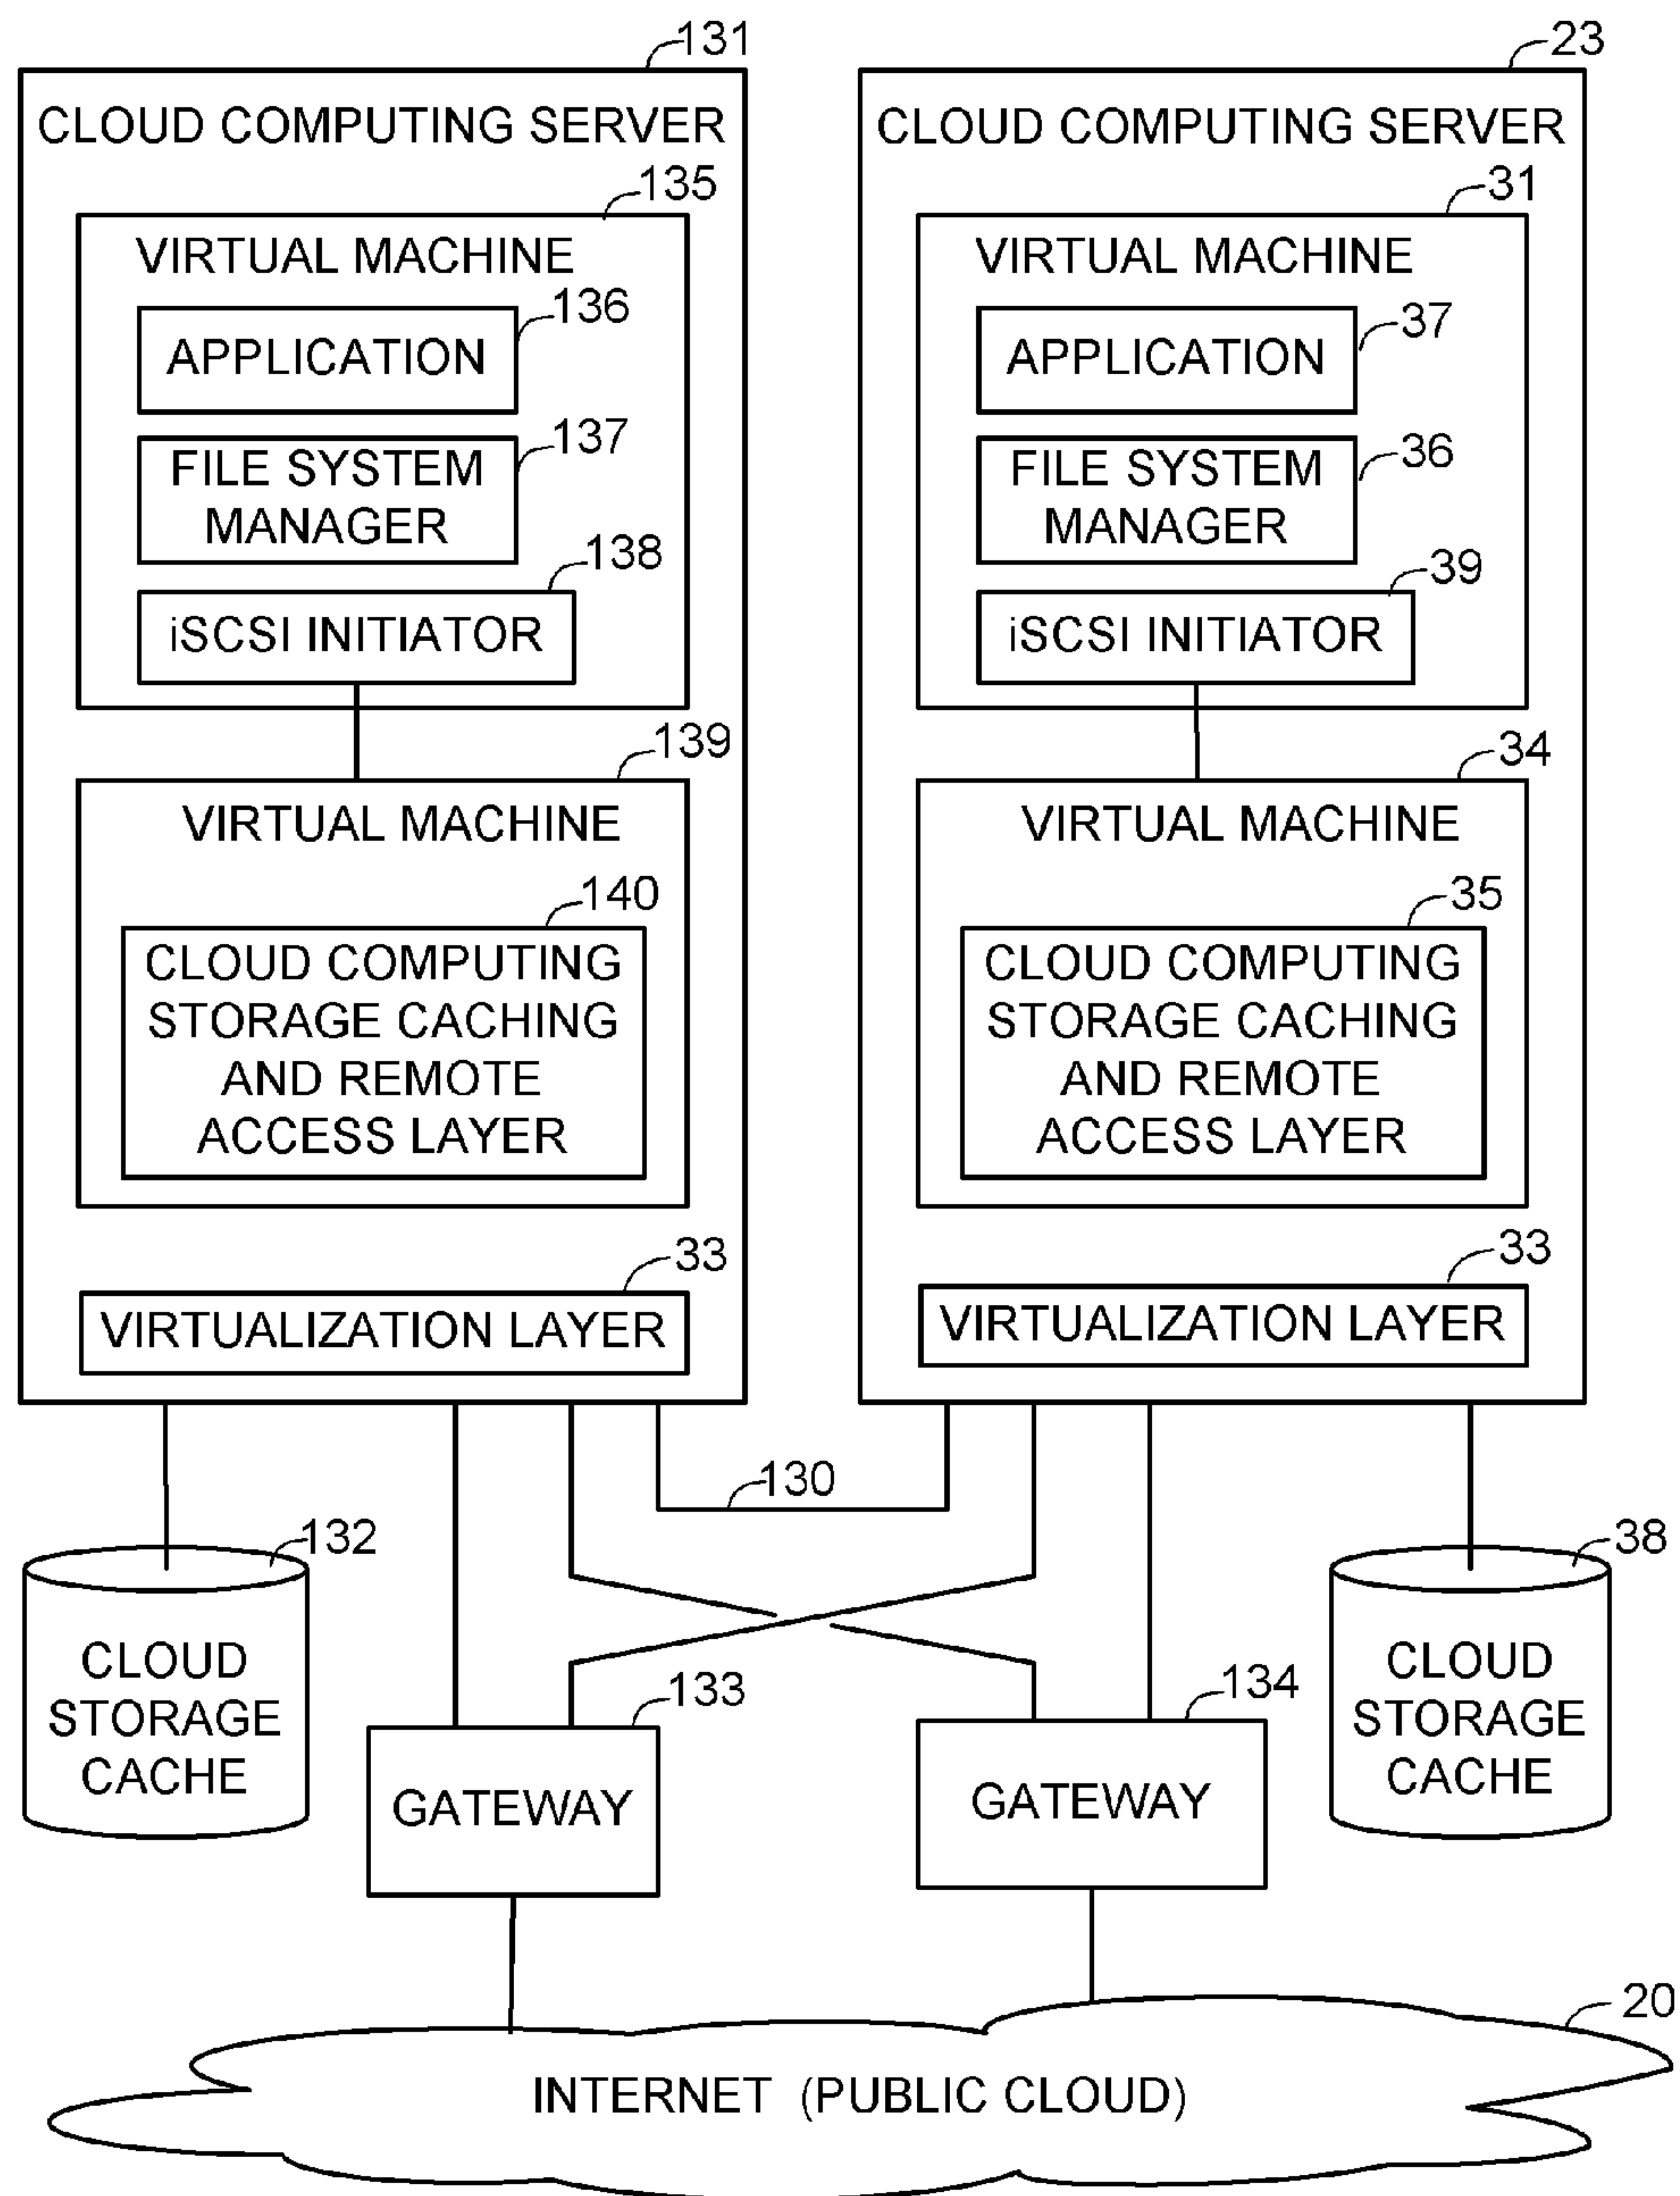 131
CLOUD COMPUTING SERVER
135
VIRTUAL MACHINE
136
APPLICATION
137
FILE SYSTEM
MANAGER
138
iSCSI INITIATOR
139
VIRTUAL MACHINE
140
CLOUD COMPUTING
STORAGE CACHING
AND REMOTE
ACCESS LAYER
33
VIRTUALIZATION LAYER
23
CLOUD COMPUTING SERVER
31
VIRTUAL MACHINE
37
APPLICATION
36
FILE SYSTEM
MANAGER
39
iSCSI INITIATOR
34
VIRTUAL MACHINE
35
CLOUD COMPUTING
STORAGE CACHING
AND REMOTE
ACCESS LAYER
33
VIRTUALIZATION LAYER
130
132
CLOUD
STORAGE
CACHE
133
GATEWAY
134
GATEWAY
38
CLOUD
STORAGE
CACHE
20
INTERNET (PUBLIC CLOUD)